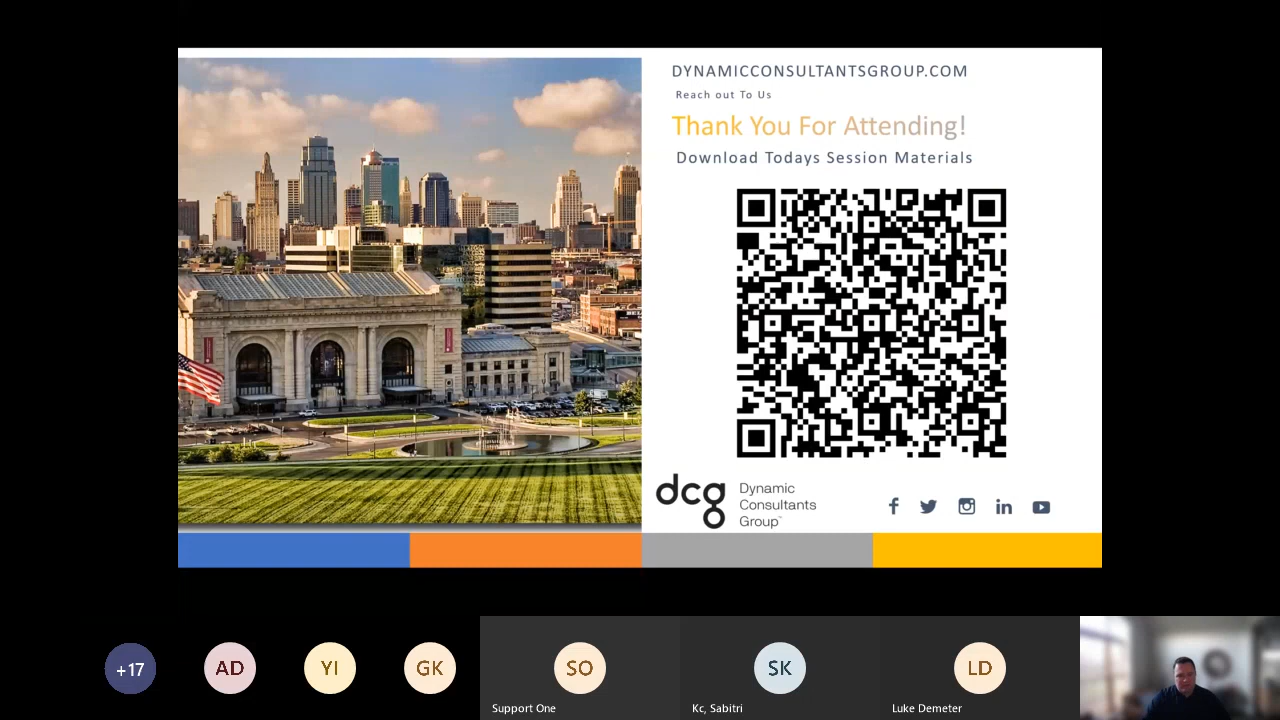 DYNAMICCONSULTANTSGROUP.COM
Reach out To Us
Thank You For Attending!
Download Todays Session Materials
dcg
Dynamic
Consultants
Group™
+17
AD
YI
GK
SO
SK
LD
Support One
Kc, Sabitri
Luke Demeter